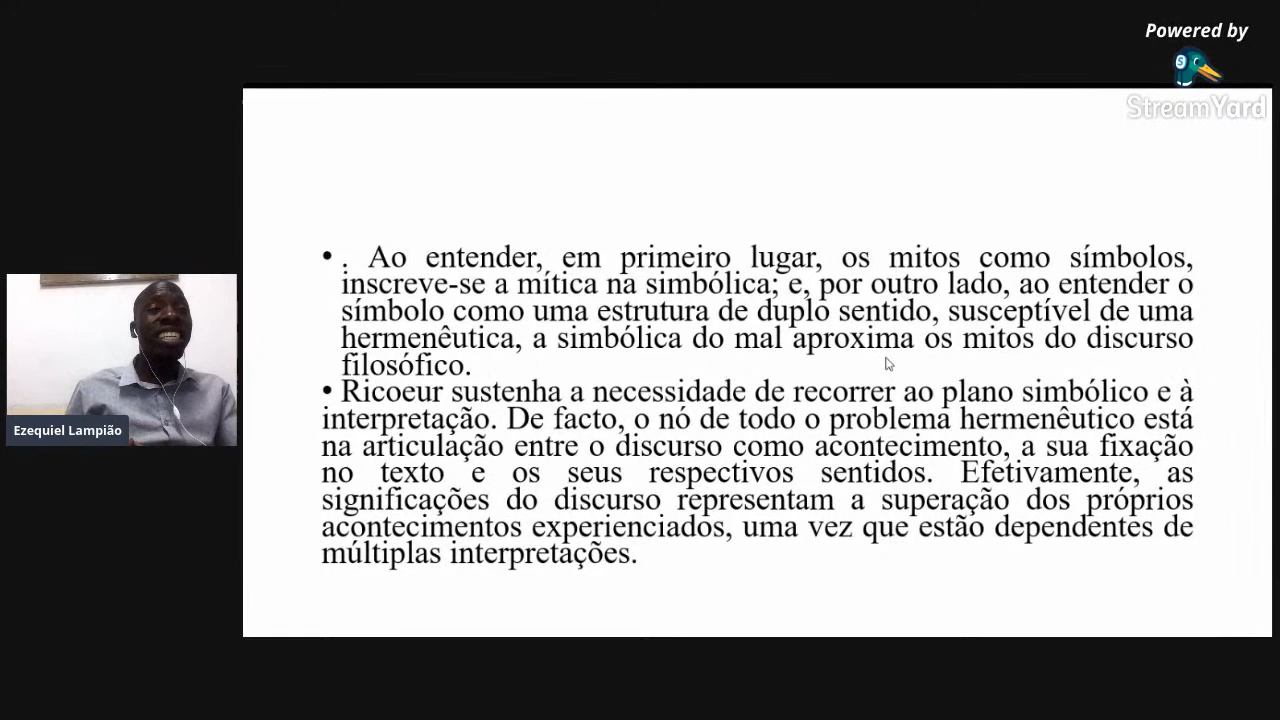 Powered by
StreamYard
• . Ao entender, em primeiro lugar, os mitos como símbolos,
inscreve-se a mítica na simbólica; e, por outro lado, ao entender o
símbolo como uma estrutura de duplo sentido, susceptível de uma
hermenêutica, a simbólica do mal aproxima os mitos do discurso
filosófico.
• Ricoeur sustenha a necessidade de recorrer ao plano simbólico e à
interpretação. De facto, o nó de todo o problema hermenêutico está
na articulação entre o discurso como acontecimento, a sua fixação
no texto e os seus respectivos sentidos. Efetivamente, as
significações do discurso representam a superação dos próprios
acontecimentos experienciados, uma vez que estão dependentes de
múltiplas interpretações.
Ezequiel Lampião